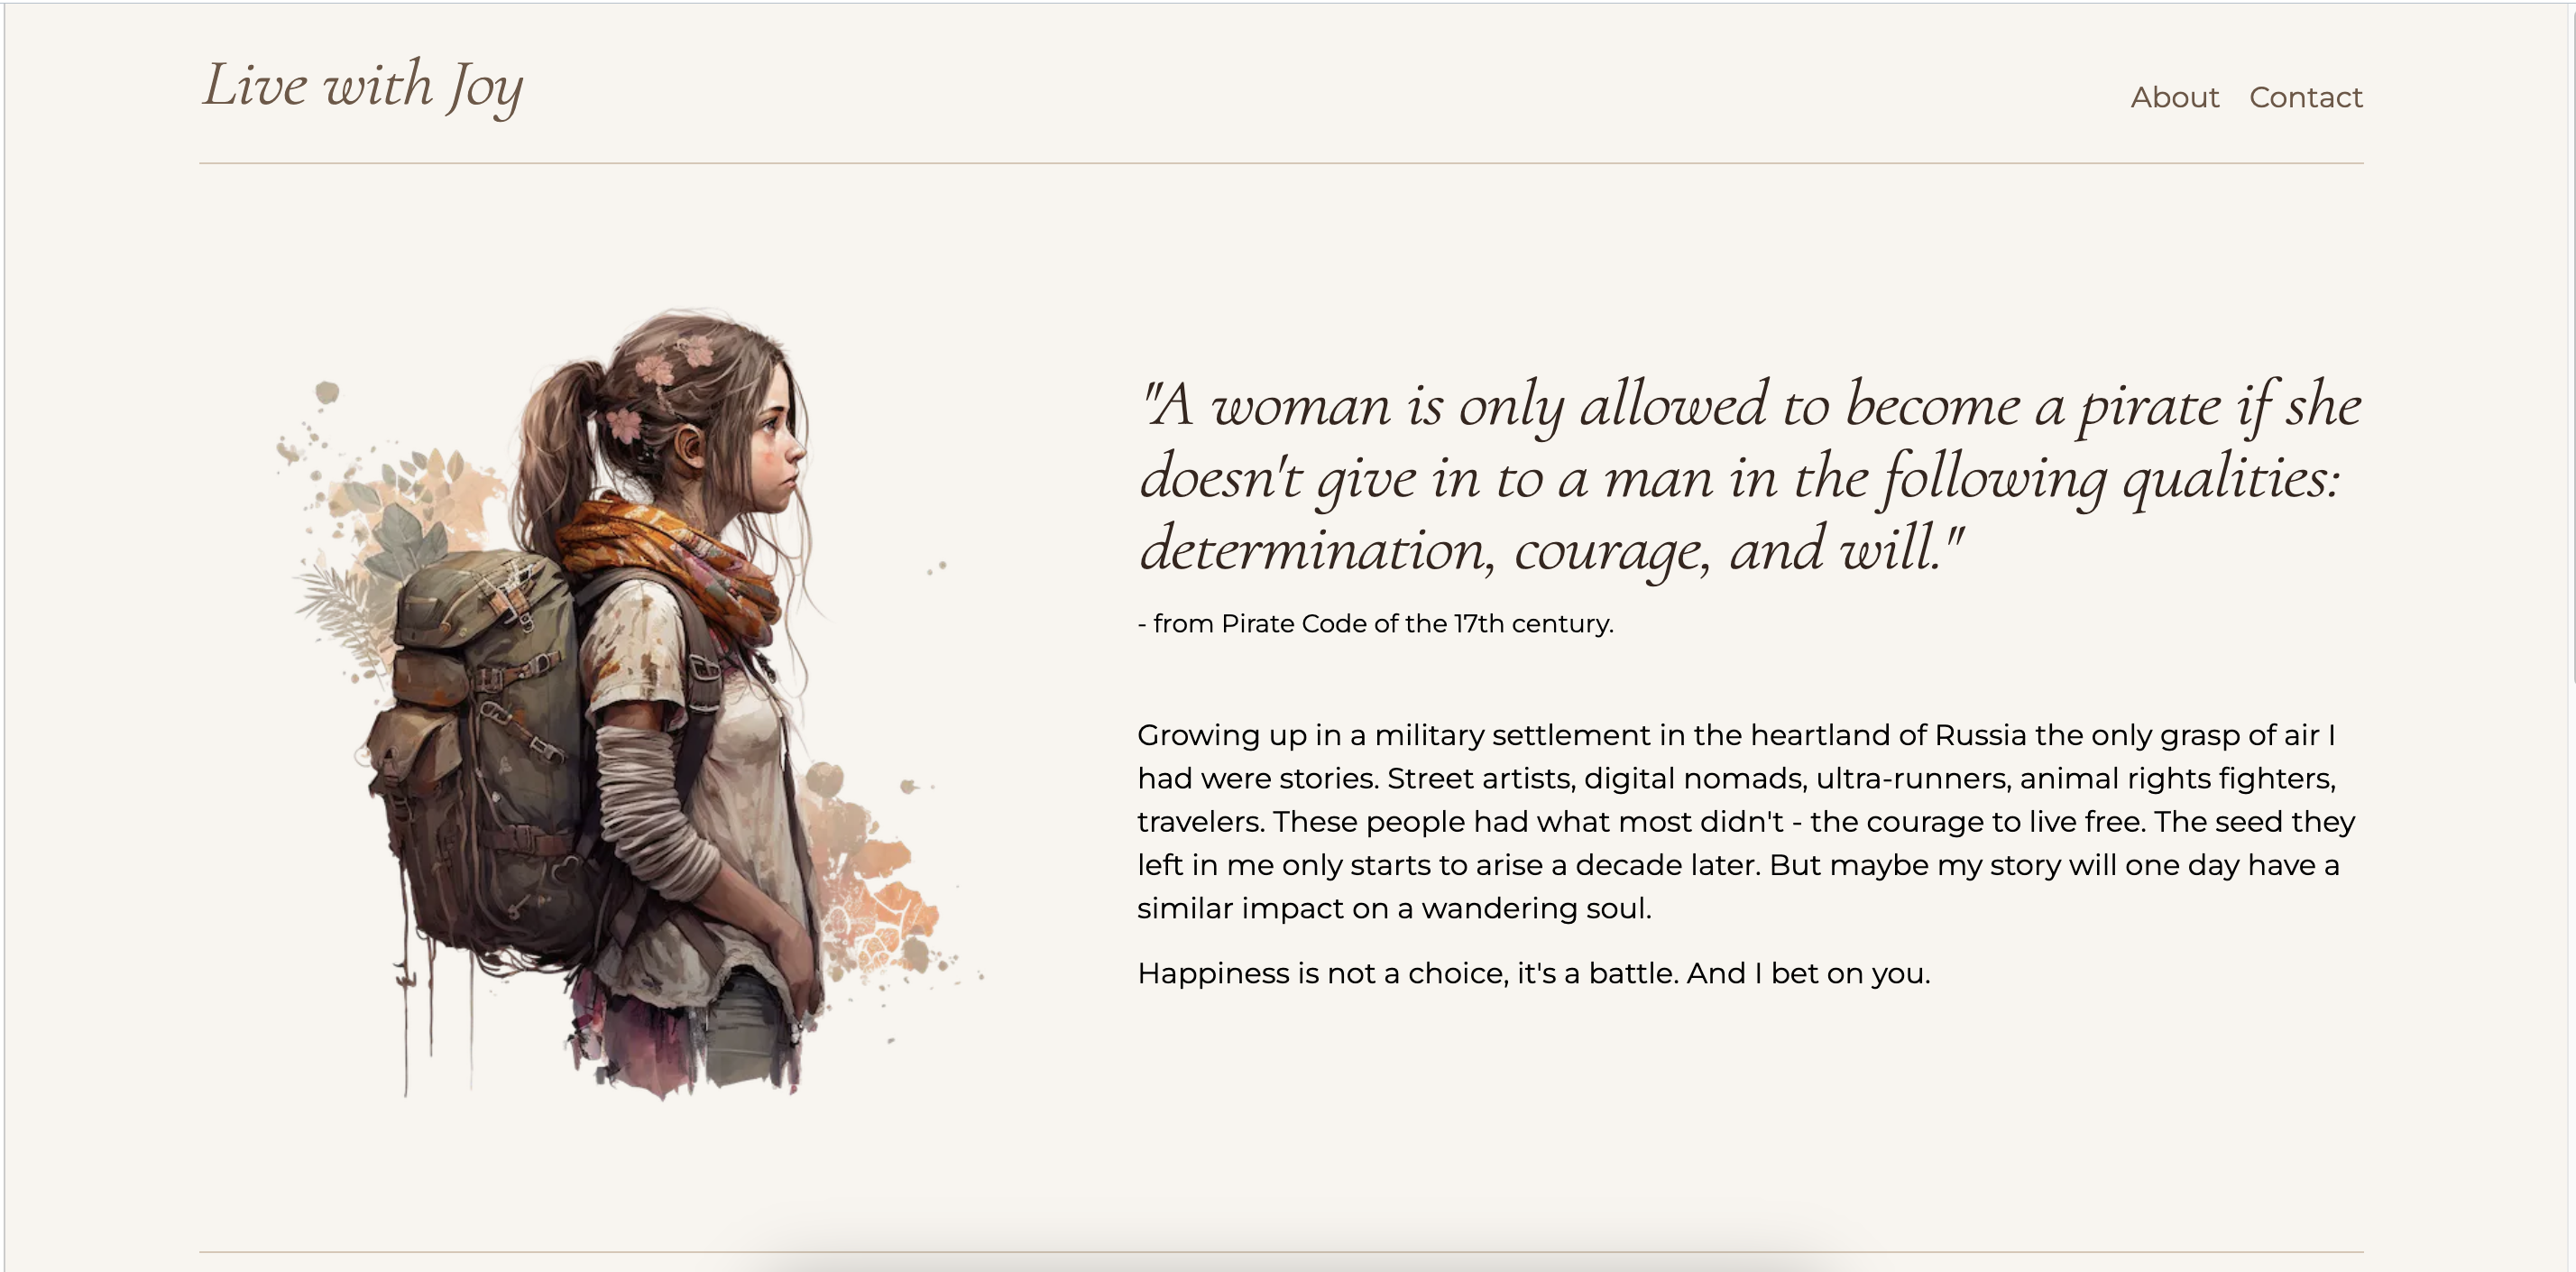 Live with Joy
About Contact
"A woman is only allowed to become a pirate if she
doesn't give in to a man in the following qualities:
determination, courage, and will."
- from Pirate Code of the 17th century.
Growing up in a military settlement in the heartland of Russia the only grasp of air I
had were stories. Street artists, digital nomads, ultra-runners, animal rights fighters,
travelers. These people had what most didn't - the courage to live free. The seed they
left in me only starts to arise a decade later. But maybe my story will one day have a
similar impact on a wandering soul.
Happiness is not a choice, it's a battle. And I bet on you.